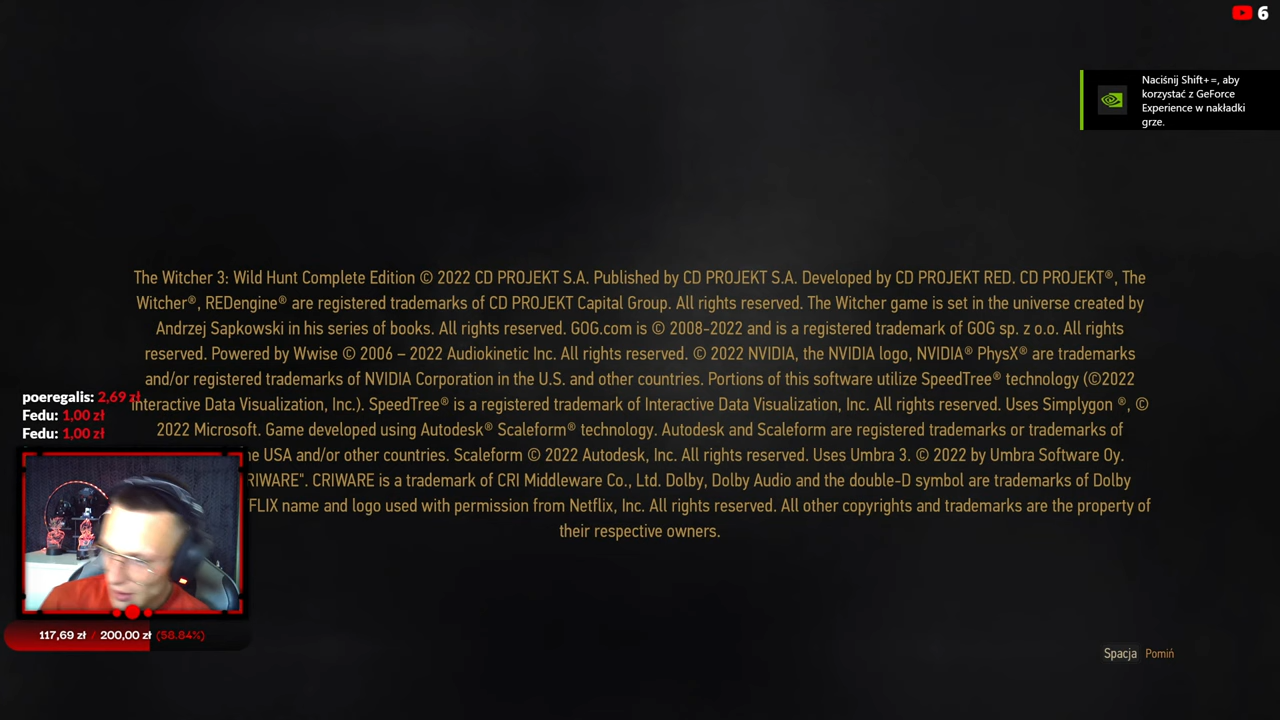 6
Naciśnij Shift+=, aby
korzystać z GeForce
Experience w nakładki
grze.
The Witcher 3: Wild Hunt Complete Edition © 2022 CD PROJEKT S.A. Published by CD PROJEKT S.A. Developed by CD PROJEKT RED. CD PROJEKT®, The
Witcher®, REDengine® are registered trademarks of CD PROJEKT Capital Group. All rights reserved. The Witcher game is set in the universe created by
Andrzej Sapkowski in his series of books. All rights reserved. GOG.com is © 2008-2022 and is a registered trademark of GOG sp. z o.o. All rights
reserved. Powered by Wwise © 2006 – 2022 Audiokinetic Inc. All rights reserved. © 2022 NVIDIA, the NVIDIA logo, NVIDIA® PhysX® are trademarks
and/or registered trademarks of NVIDIA Corporation in the U.S. and other countries. Portions of this software utilize SpeedTree® technology (©2022
Interactive Data Visualization, Inc.). SpeedTree® is a registered trademark of Interactive Data Visualization, Inc. All rights reserved. Uses Simplygon ®, ©
2022 Microsoft. Game developed using Autodesk® Scaleform® technology. Autodesk and Scaleform are registered trademarks or trademarks of
USA and/or other countries. Scaleform © 2022 Autodesk, Inc. All rights reserved. Uses Umbra 3. © 2022 by Umbra Software Oy.
RIWARE". CRIWARE is a trademark of CRI Middleware Co., Ltd. Dolby, Dolby Audio and the double-D symbol are trademarks of Dolby
FLIX name and logo used with permission from Netflix, Inc. All rights reserved. All other copyrights and trademarks are the property of
their respective owners.
poeregalis: 2,69 zł
Fedu: 1,00 zł
Fedu: 1,00 zł
117,69 zł / 200,00 zł (58.84%)
Spacja Pomiń